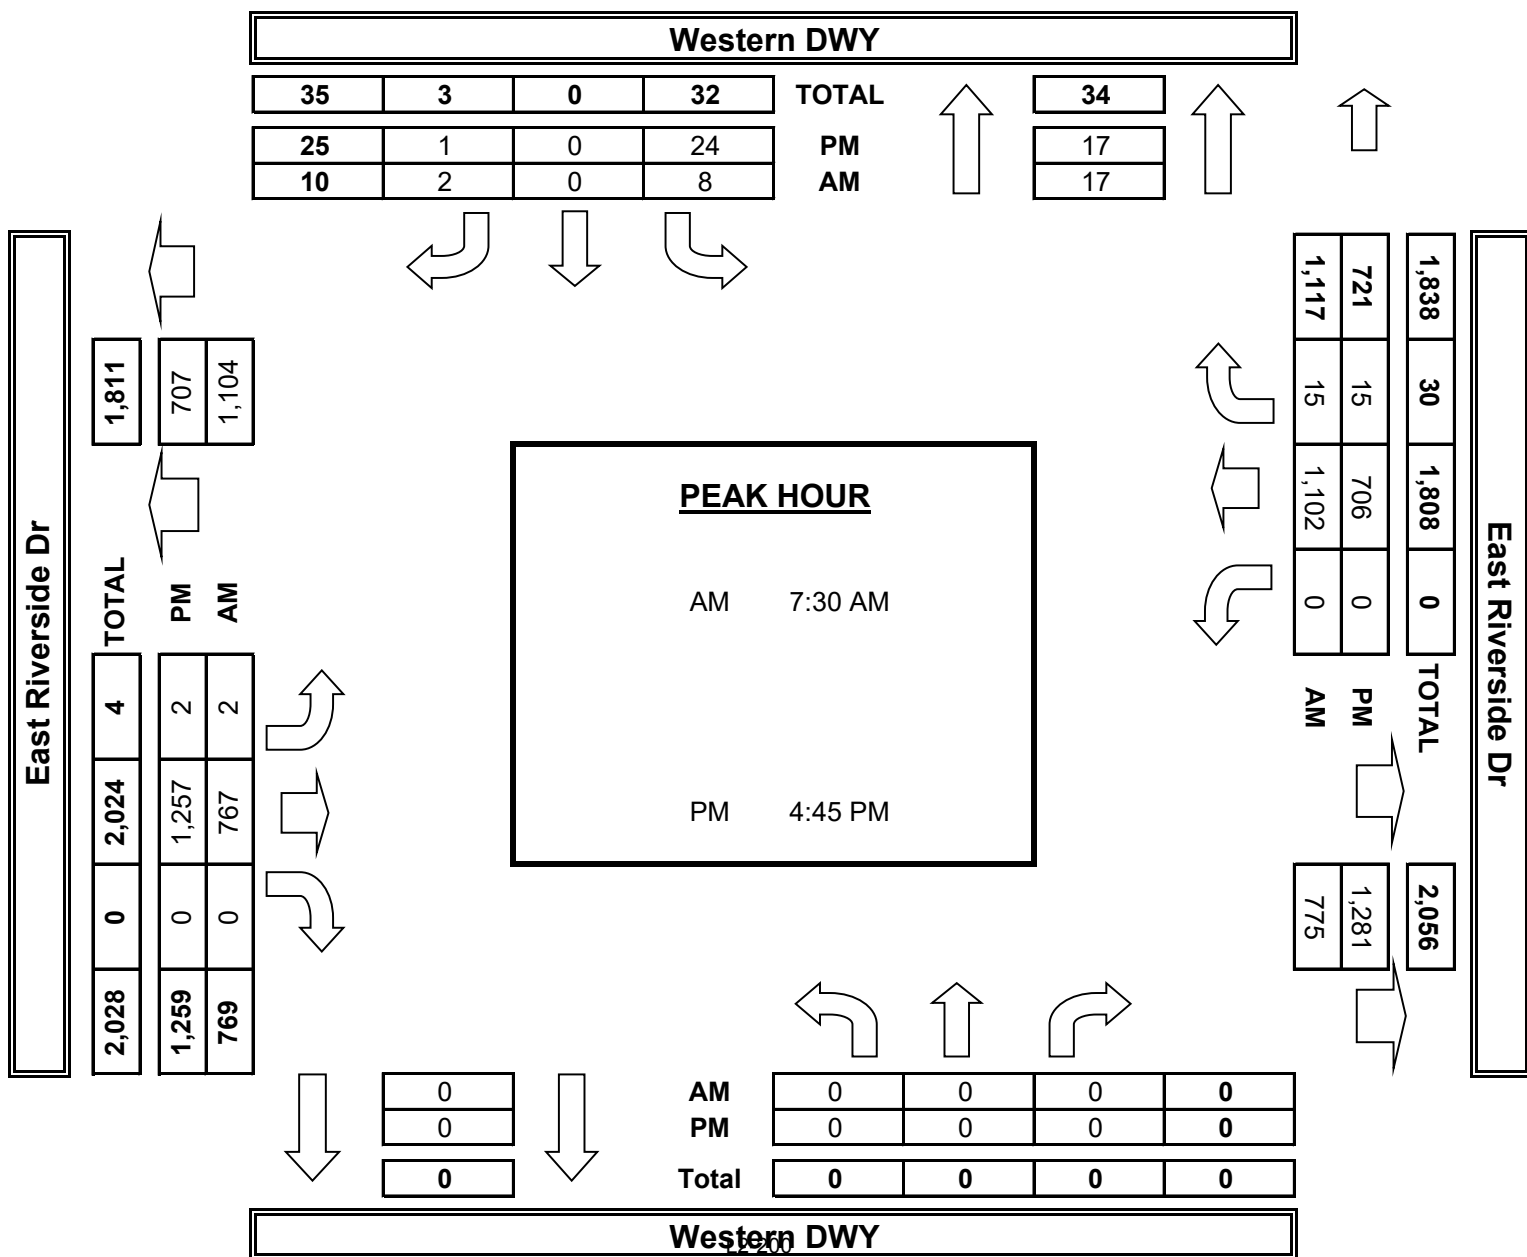 Western DWY
35 3 0 32 TOTAL 34
25 1 0 24 PM 17
10 2 0 8 AM 17
East Riverside Dr
1,811
707
1,104
TOTAL
PM
AM
4 2,024 0 2,028
2 1,257 0 1,259
2 767 0 769
PEAK HOUR
AM 7:30 AM
PM 4:45 PM
1,838 30 1,808 0 TOTAL
721 15 706 0 PM
1,117 15 1,102 0 AM
2,056
1,281
775
East Riverside Dr
0 AM 0 0 0 0
0 PM 0 0 0 0
0 Total 0 0 0 0
Western DWY
L2-200